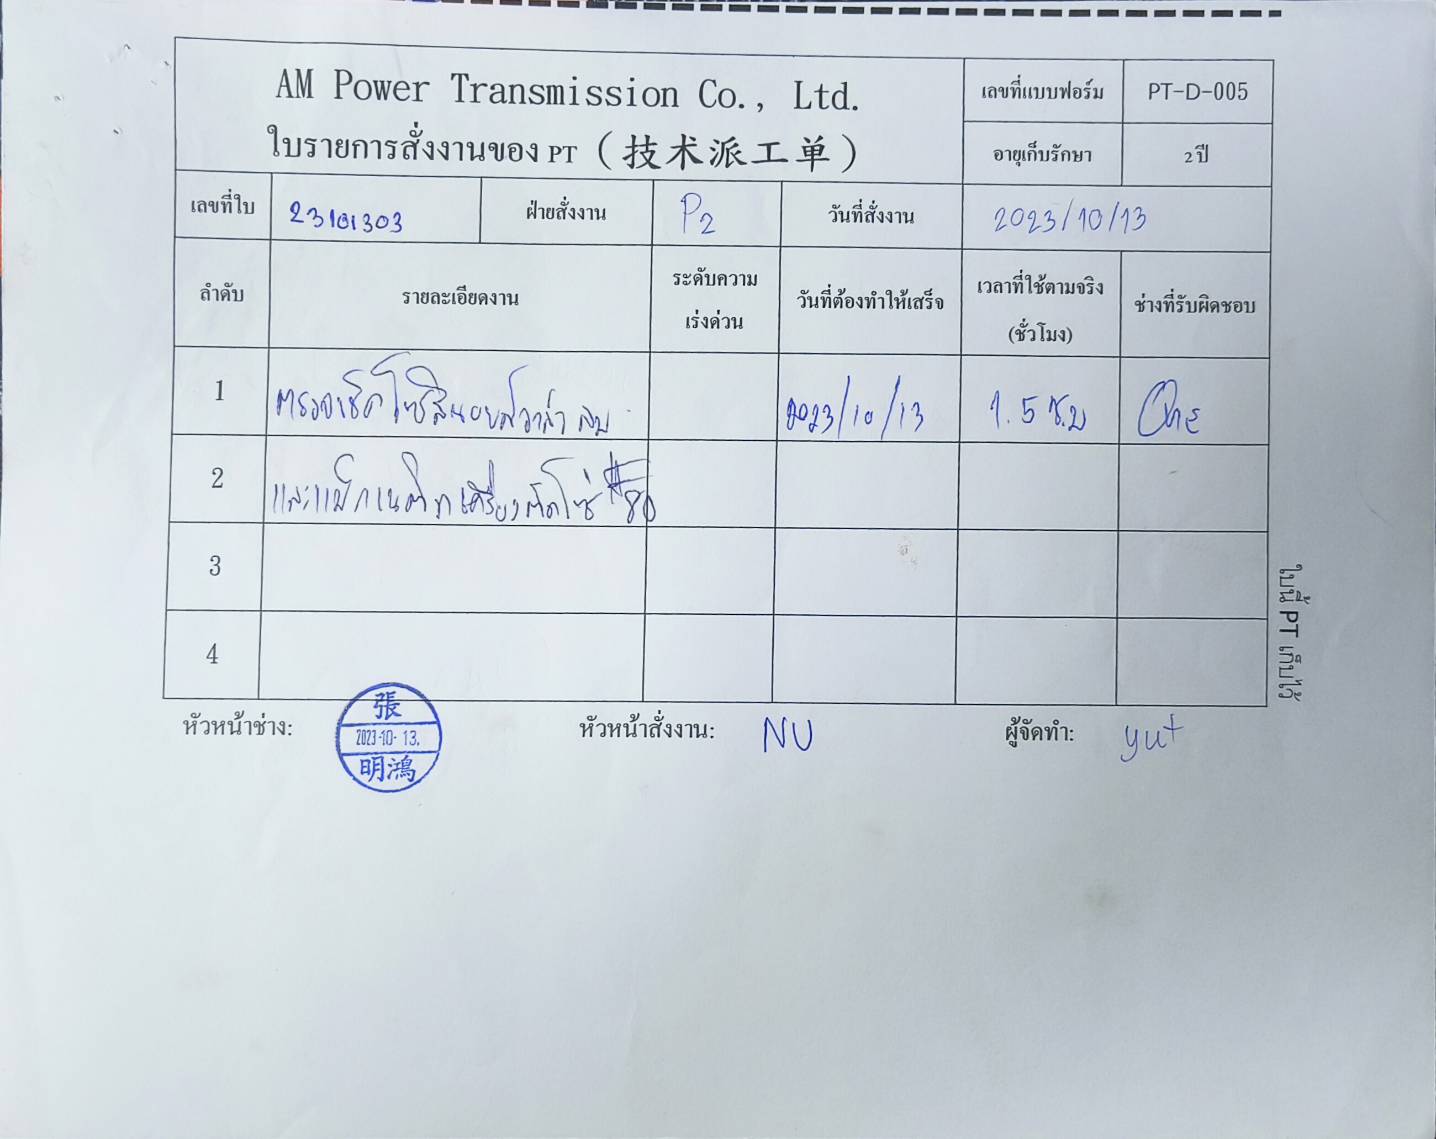 AM Power Transmission Co., Ltd.
ใบรายการสั่งงานของ PT (技术派工单)
เลขที่แบบฟอร์ม PT-D-005
อายุเก็บรักษา 2 ปี
เลขที่ใบ 23101303 ฝ่ายสั่งงาน P2 วันที่สั่งงาน 2023/10/13
ลำดับ รายละเอียดงาน ระดับความเร่งด่วน วันที่ต้องทำให้เสร็จ เวลาที่ใช้ตามจริง (ชั่วโมง) ช่างที่รับผิดชอบ
1 ตรวจเช็คโซลินอยด์วาล์ว ลม 2023/10/13 1.5 ช.ม
2 และแม็กเนติก เครื่องตัดโซ่ #80
3
4
หัวหน้าช่าง: 張 2023-10-13. 明鴻 หัวหน้าสั่งงาน: NU ผู้จัดทำ: yut
ใบนี้ PT เก็บไว้